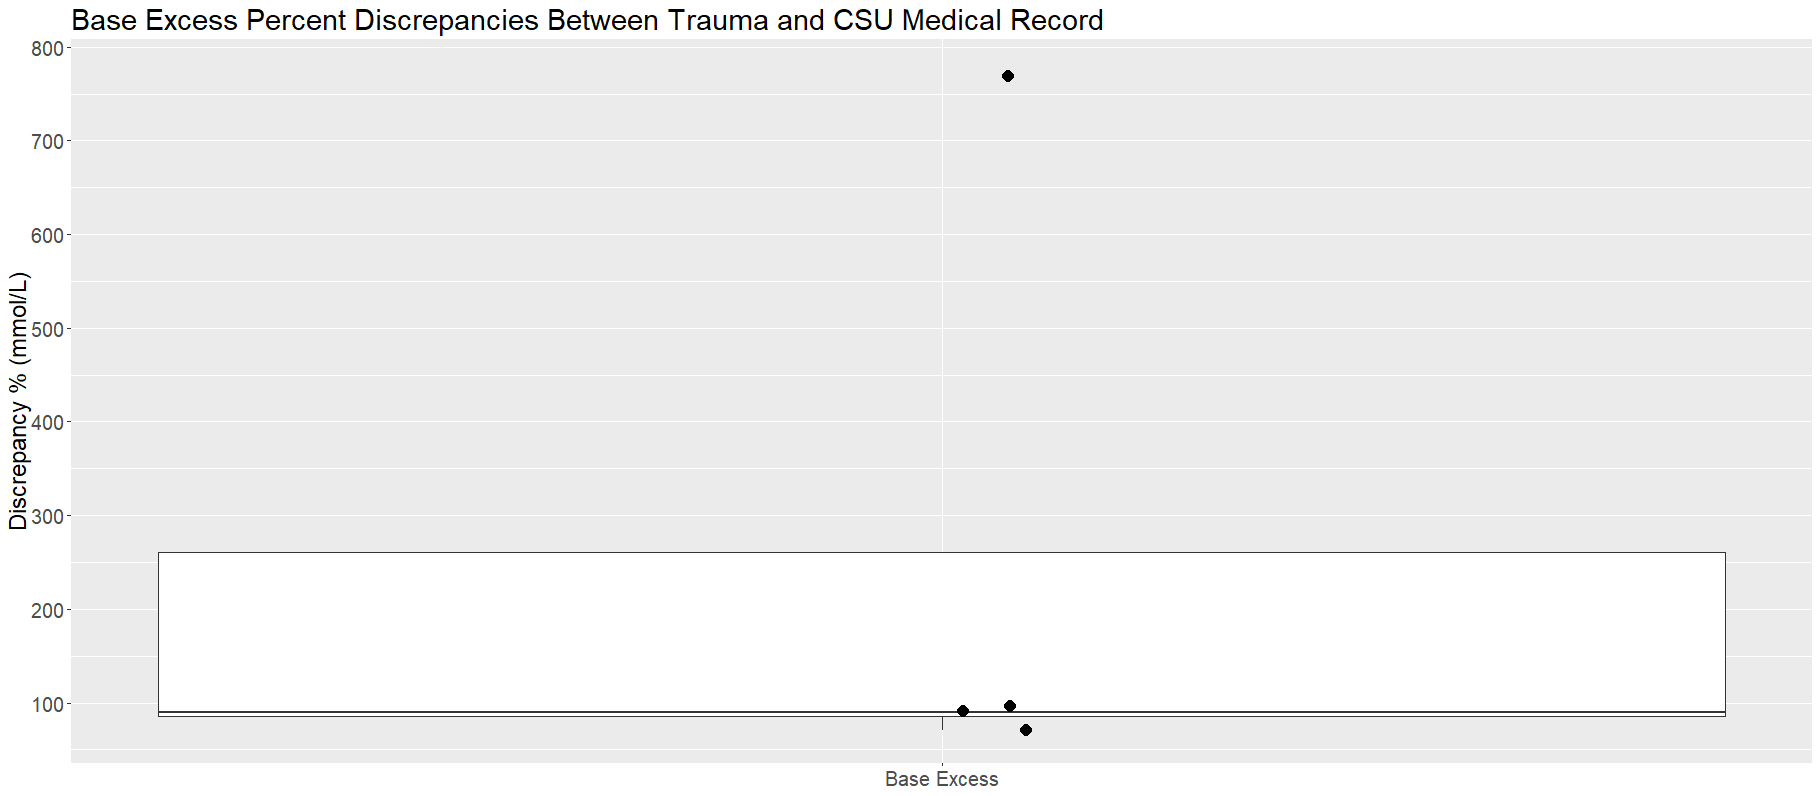 Base Excess Percent Discrepancies Between Trauma and CSU Medical Record
Discrepancy % (mmol/L)
800
700
600
500
400
300
200
100
Base Excess